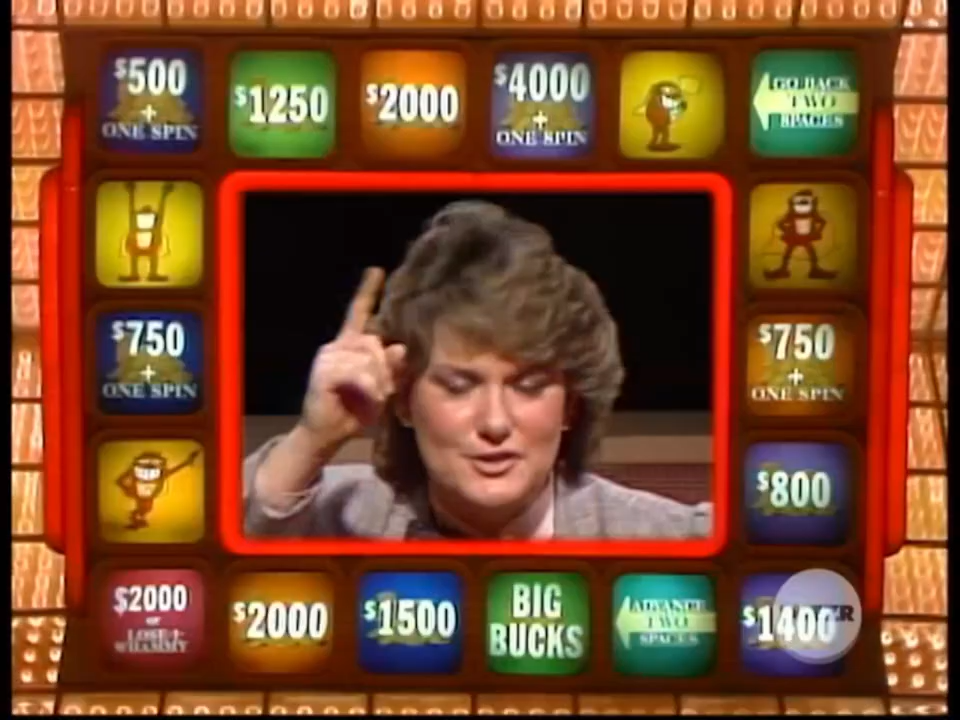 $500
+
ONE SPIN
$1250
$2000
$4000
+
ONE SPIN
GO BACK
TWO
SPACES
$750
+
ONE SPIN
$750
+
ONE SPIN
$800
$2000
or
LOSE 1
WHAMMY
$2000
$1500
BIG
BUCKS
ADVANCE
TWO
SPACES
$1400